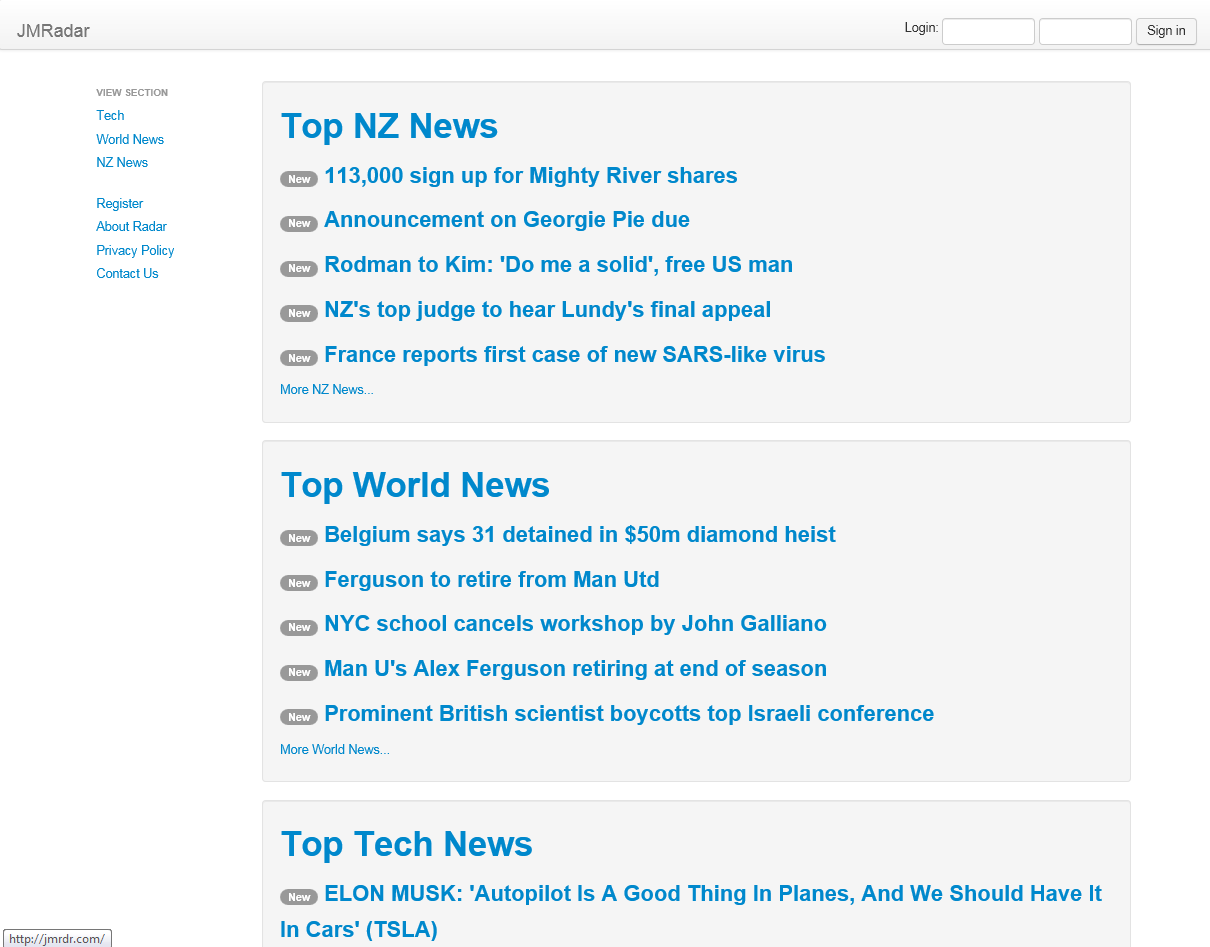 JMRadar
Login:
Sign in
VIEW SECTION
Tech
World News
NZ News
Register
About Radar
Privacy Policy
Contact Us
Top NZ News
New 113,000 sign up for Mighty River shares
New Announcement on Georgie Pie due
New Rodman to Kim: 'Do me a solid', free US man
New NZ's top judge to hear Lundy's final appeal
New France reports first case of new SARS-like virus
More NZ News...
Top World News
New Belgium says 31 detained in $50m diamond heist
New Ferguson to retire from Man Utd
New NYC school cancels workshop by John Galliano
New Man U's Alex Ferguson retiring at end of season
New Prominent British scientist boycotts top Israeli conference
More World News...
Top Tech News
New ELON MUSK: 'Autopilot Is A Good Thing In Planes, And We Should Have It
In Cars' (TSLA)
http://jmrdr.com/